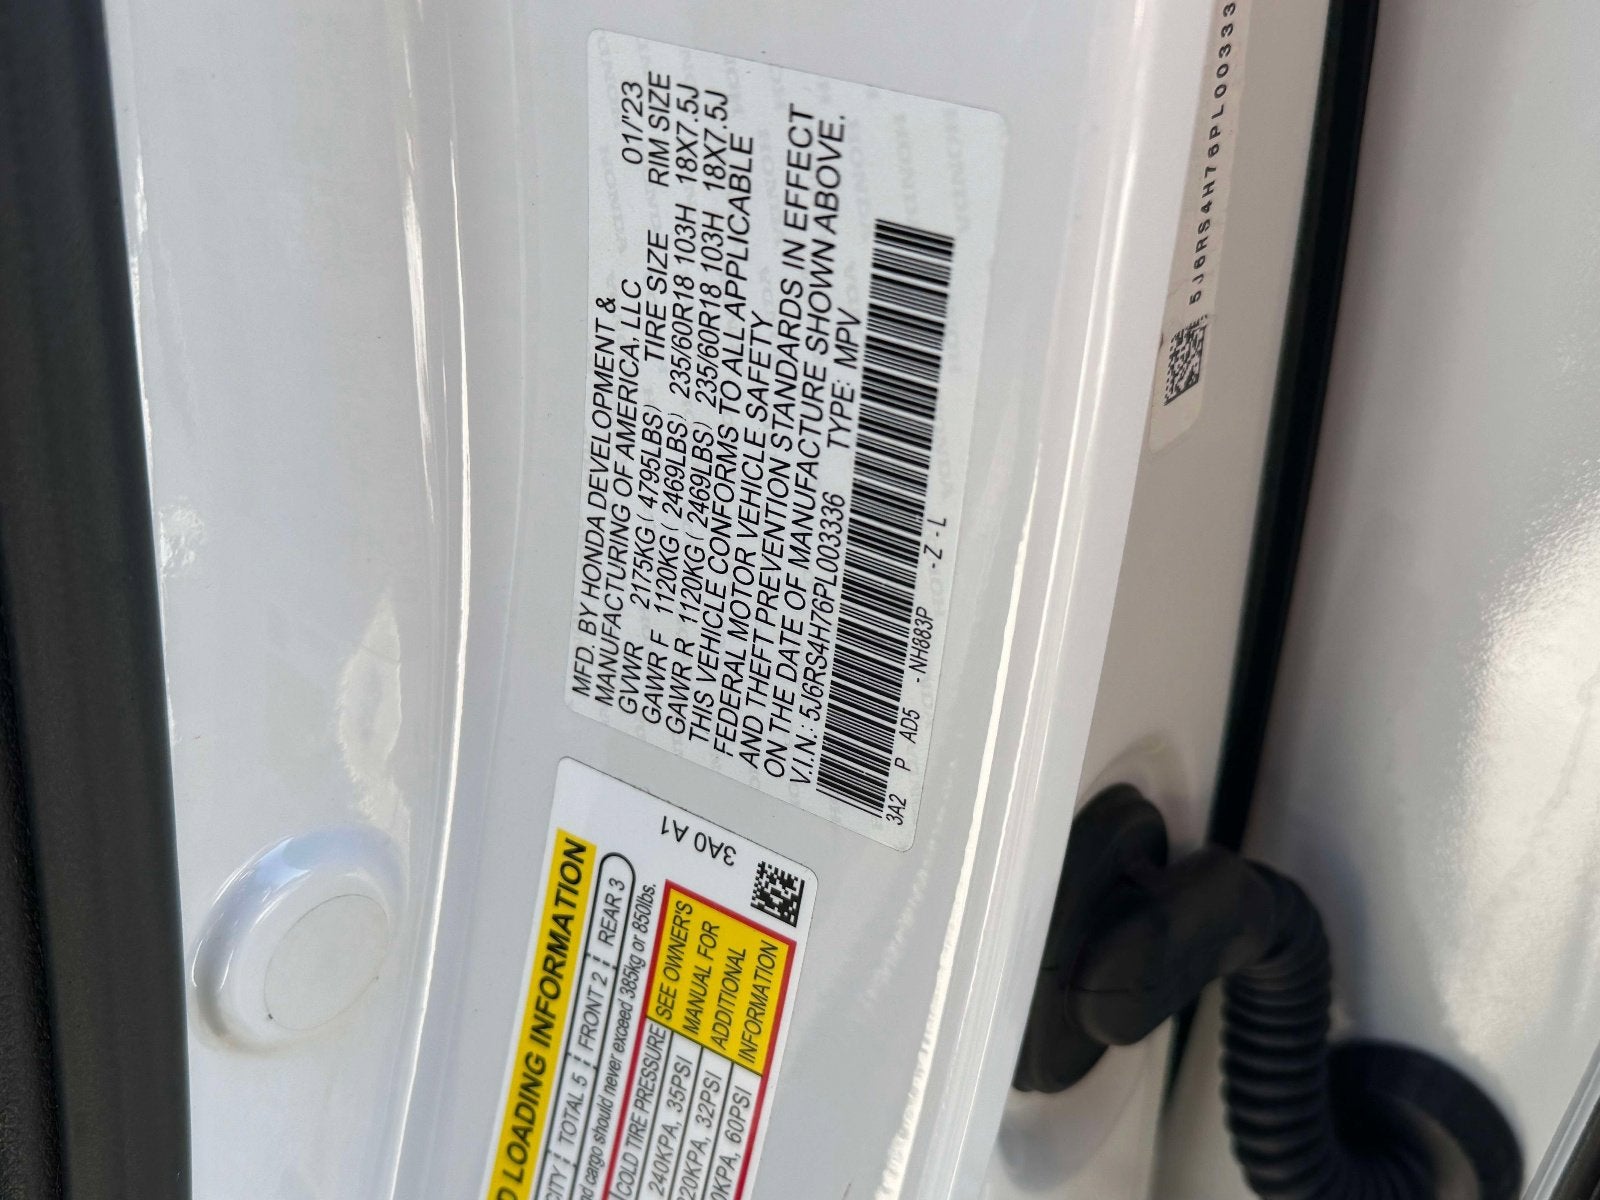 MFD. BY HONDA DEVELOPMENT &
MANUFACTURING OF AMERICA, LLC 01/'23
GVWR 2175KG ( 4795LBS) TIRE SIZE RIM SIZE
GAWR F 1120KG ( 2469LBS) 235/60R18 103H 18X7.5J
GAWR R 1120KG ( 2469LBS) 235/60R18 103H 18X7.5J
THIS VEHICLE CONFORMS TO ALL APPLICABLE
FEDERAL MOTOR VEHICLE SAFETY
AND THEFT PREVENTION STANDARDS IN EFFECT
ON THE DATE OF MANUFACTURE SHOWN ABOVE.
V.I.N.: 5J6RS4H76PL003336 TYPE: MPV
3A2 P AD5 - NH883P - Z - L
3A0 A1
LOADING INFORMATION
TOTAL 5 FRONT 2 REAR 3
cargo should never exceed 385kg or 850lbs.
COLD TIRE PRESSURE
240KPA, 35PSI
220KPA, 32PSI
KPA, 60PSI
SEE OWNER'S
MANUAL FOR
ADDITIONAL
INFORMATION
5J6RS4H76PL00333